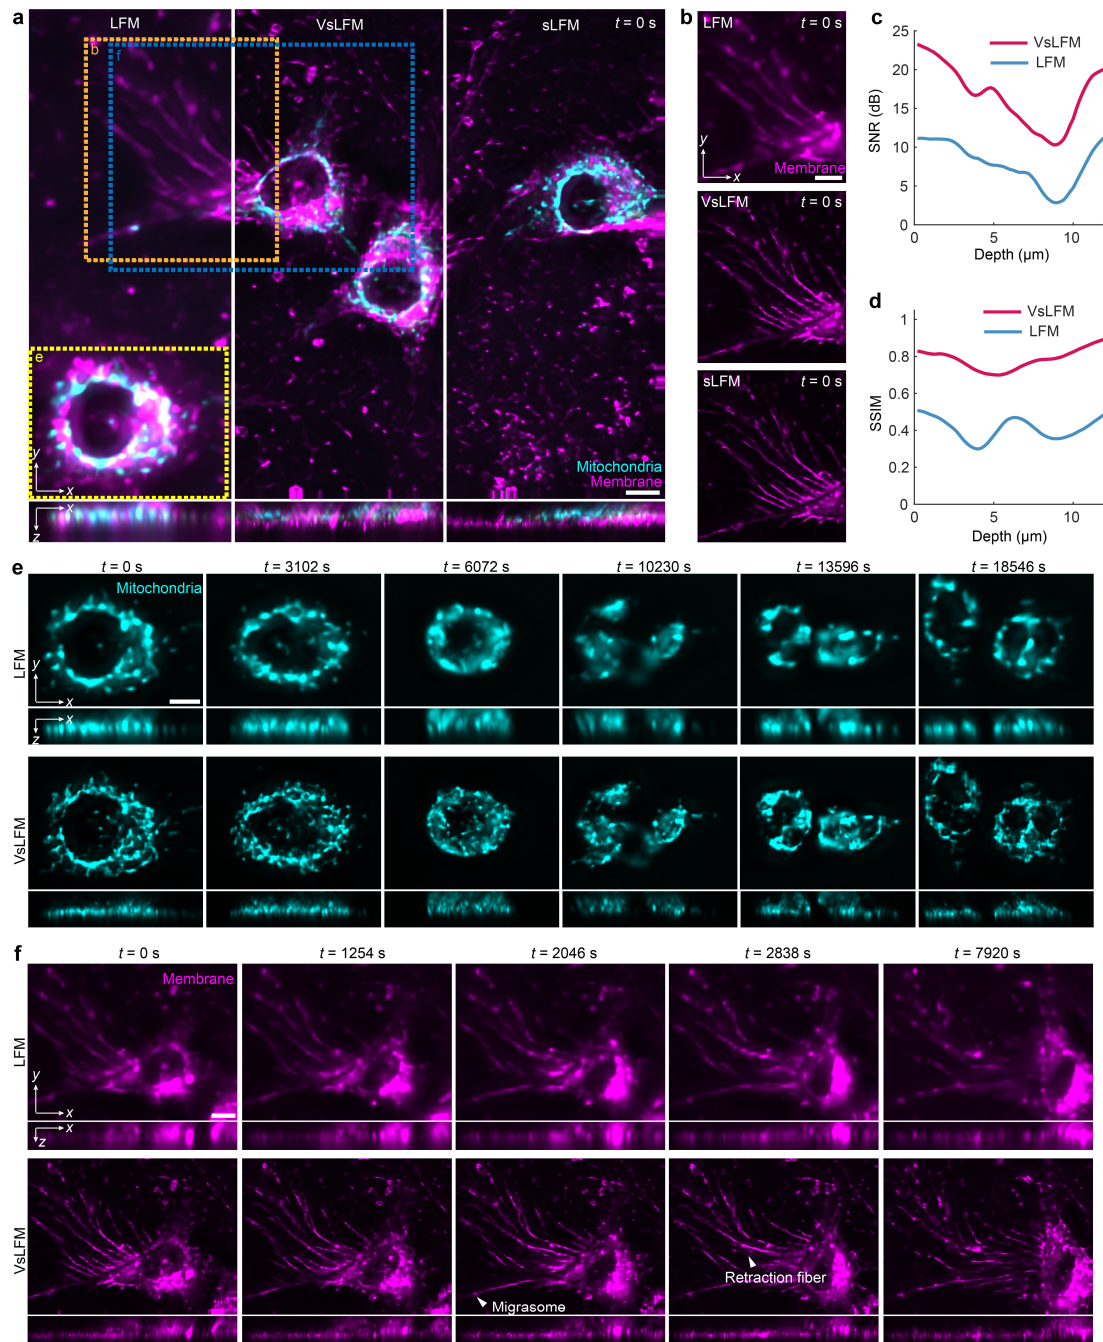 a
LFM
VsLFM
sLFM
t = 0 s
b
f
e
y
x
Mitochondria
Membrane
x
z
b
LFM
t = 0 s
y
x
Membrane
VsLFM
t = 0 s
sLFM
t = 0 s
c
VsLFM
LFM
25
20
15
10
5
0
SNR (dB)
5
10
Depth (µm)
d
VsLFM
LFM
1
0.8
0.6
0.4
0.2
0
SSIM
0
5
10
Depth (µm)
e
t = 0 s
t = 3102 s
t = 6072 s
t = 10230 s
t = 13596 s
t = 18546 s
Mitochondria
LFM
y
x
x
z
VsLFM
f
t = 0 s
t = 1254 s
t = 2046 s
t = 2838 s
t = 7920 s
Membrane
LFM
y
x
x
z
VsLFM
Migrasome
Retraction fiber